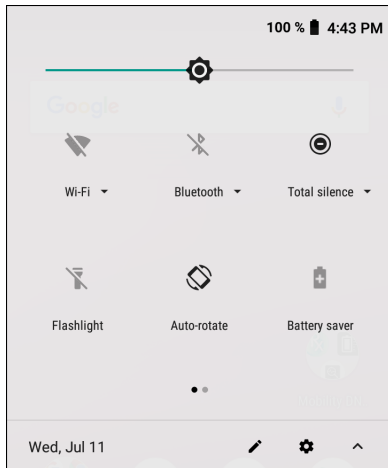 100 % 4:43 PM
Google
Wi-Fi Bluetooth Total silence
Flashlight Auto-rotate Battery saver
Wed, Jul 11